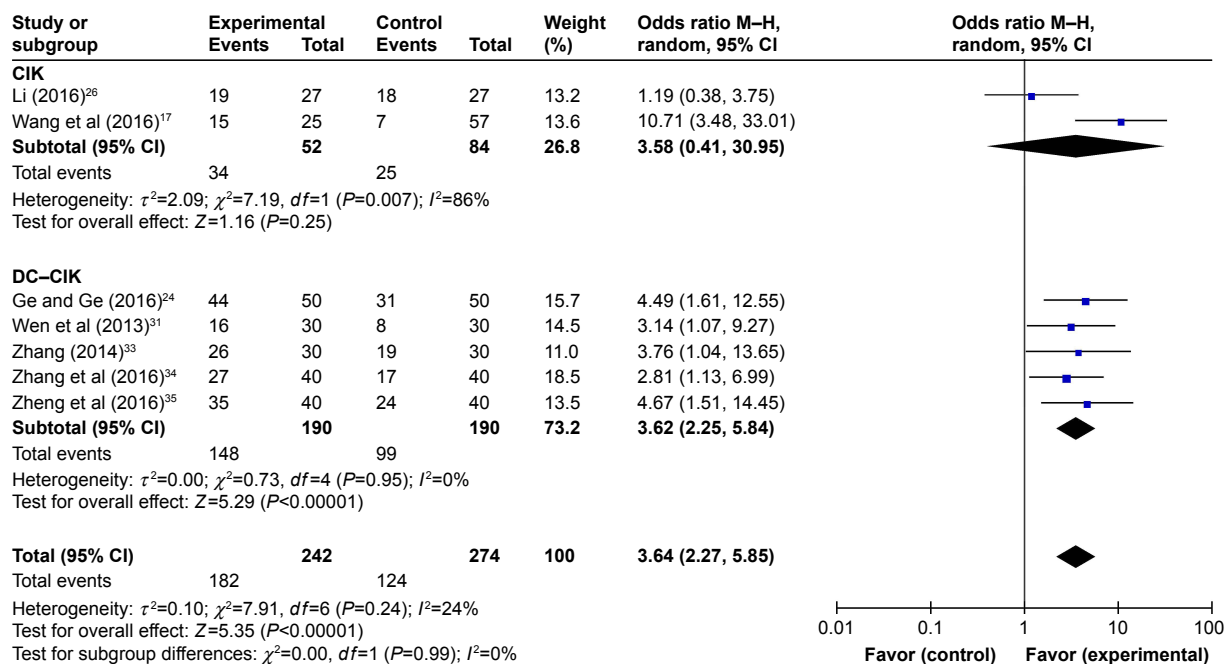 Study or subgroup Experimental Events Total Control Events Total Weight (%) Odds ratio M–H, random, 95% CI Odds ratio M–H, random, 95% CI
CIK
Li (2016)26 19 27 18 27 13.2 1.19 (0.38, 3.75)
Wang et al (2016)17 15 25 7 57 13.6 10.71 (3.48, 33.01)
Subtotal (95% CI) 52 84 26.8 3.58 (0.41, 30.95)
Total events 34 25
Heterogeneity: τ²=2.09; χ²=7.19, df=1 (P=0.007); I²=86%
Test for overall effect: Z=1.16 (P=0.25)
DC–CIK
Ge and Ge (2016)24 44 50 31 50 15.7 4.49 (1.61, 12.55)
Wen et al (2013)31 16 30 8 30 14.5 3.14 (1.07, 9.27)
Zhang (2014)33 26 30 19 30 11.0 3.76 (1.04, 13.65)
Zhang et al (2016)34 27 40 17 40 18.5 2.81 (1.13, 6.99)
Zheng et al (2016)35 35 40 24 40 13.5 4.67 (1.51, 14.45)
Subtotal (95% CI) 190 190 73.2 3.62 (2.25, 5.84)
Total events 148 99
Heterogeneity: τ²=0.00; χ²=0.73, df=4 (P=0.95); I²=0%
Test for overall effect: Z=5.29 (P<0.00001)
Total (95% CI) 242 274 100 3.64 (2.27, 5.85)
Total events 182 124
Heterogeneity: τ²=0.10; χ²=7.91, df=6 (P=0.24); I²=24%
Test for overall effect: Z=5.35 (P<0.00001)
Test for subgroup differences: χ²=0.00, df=1 (P=0.99); I²=0%
0.01 0.1 1 10 100
Favor (control) Favor (experimental)